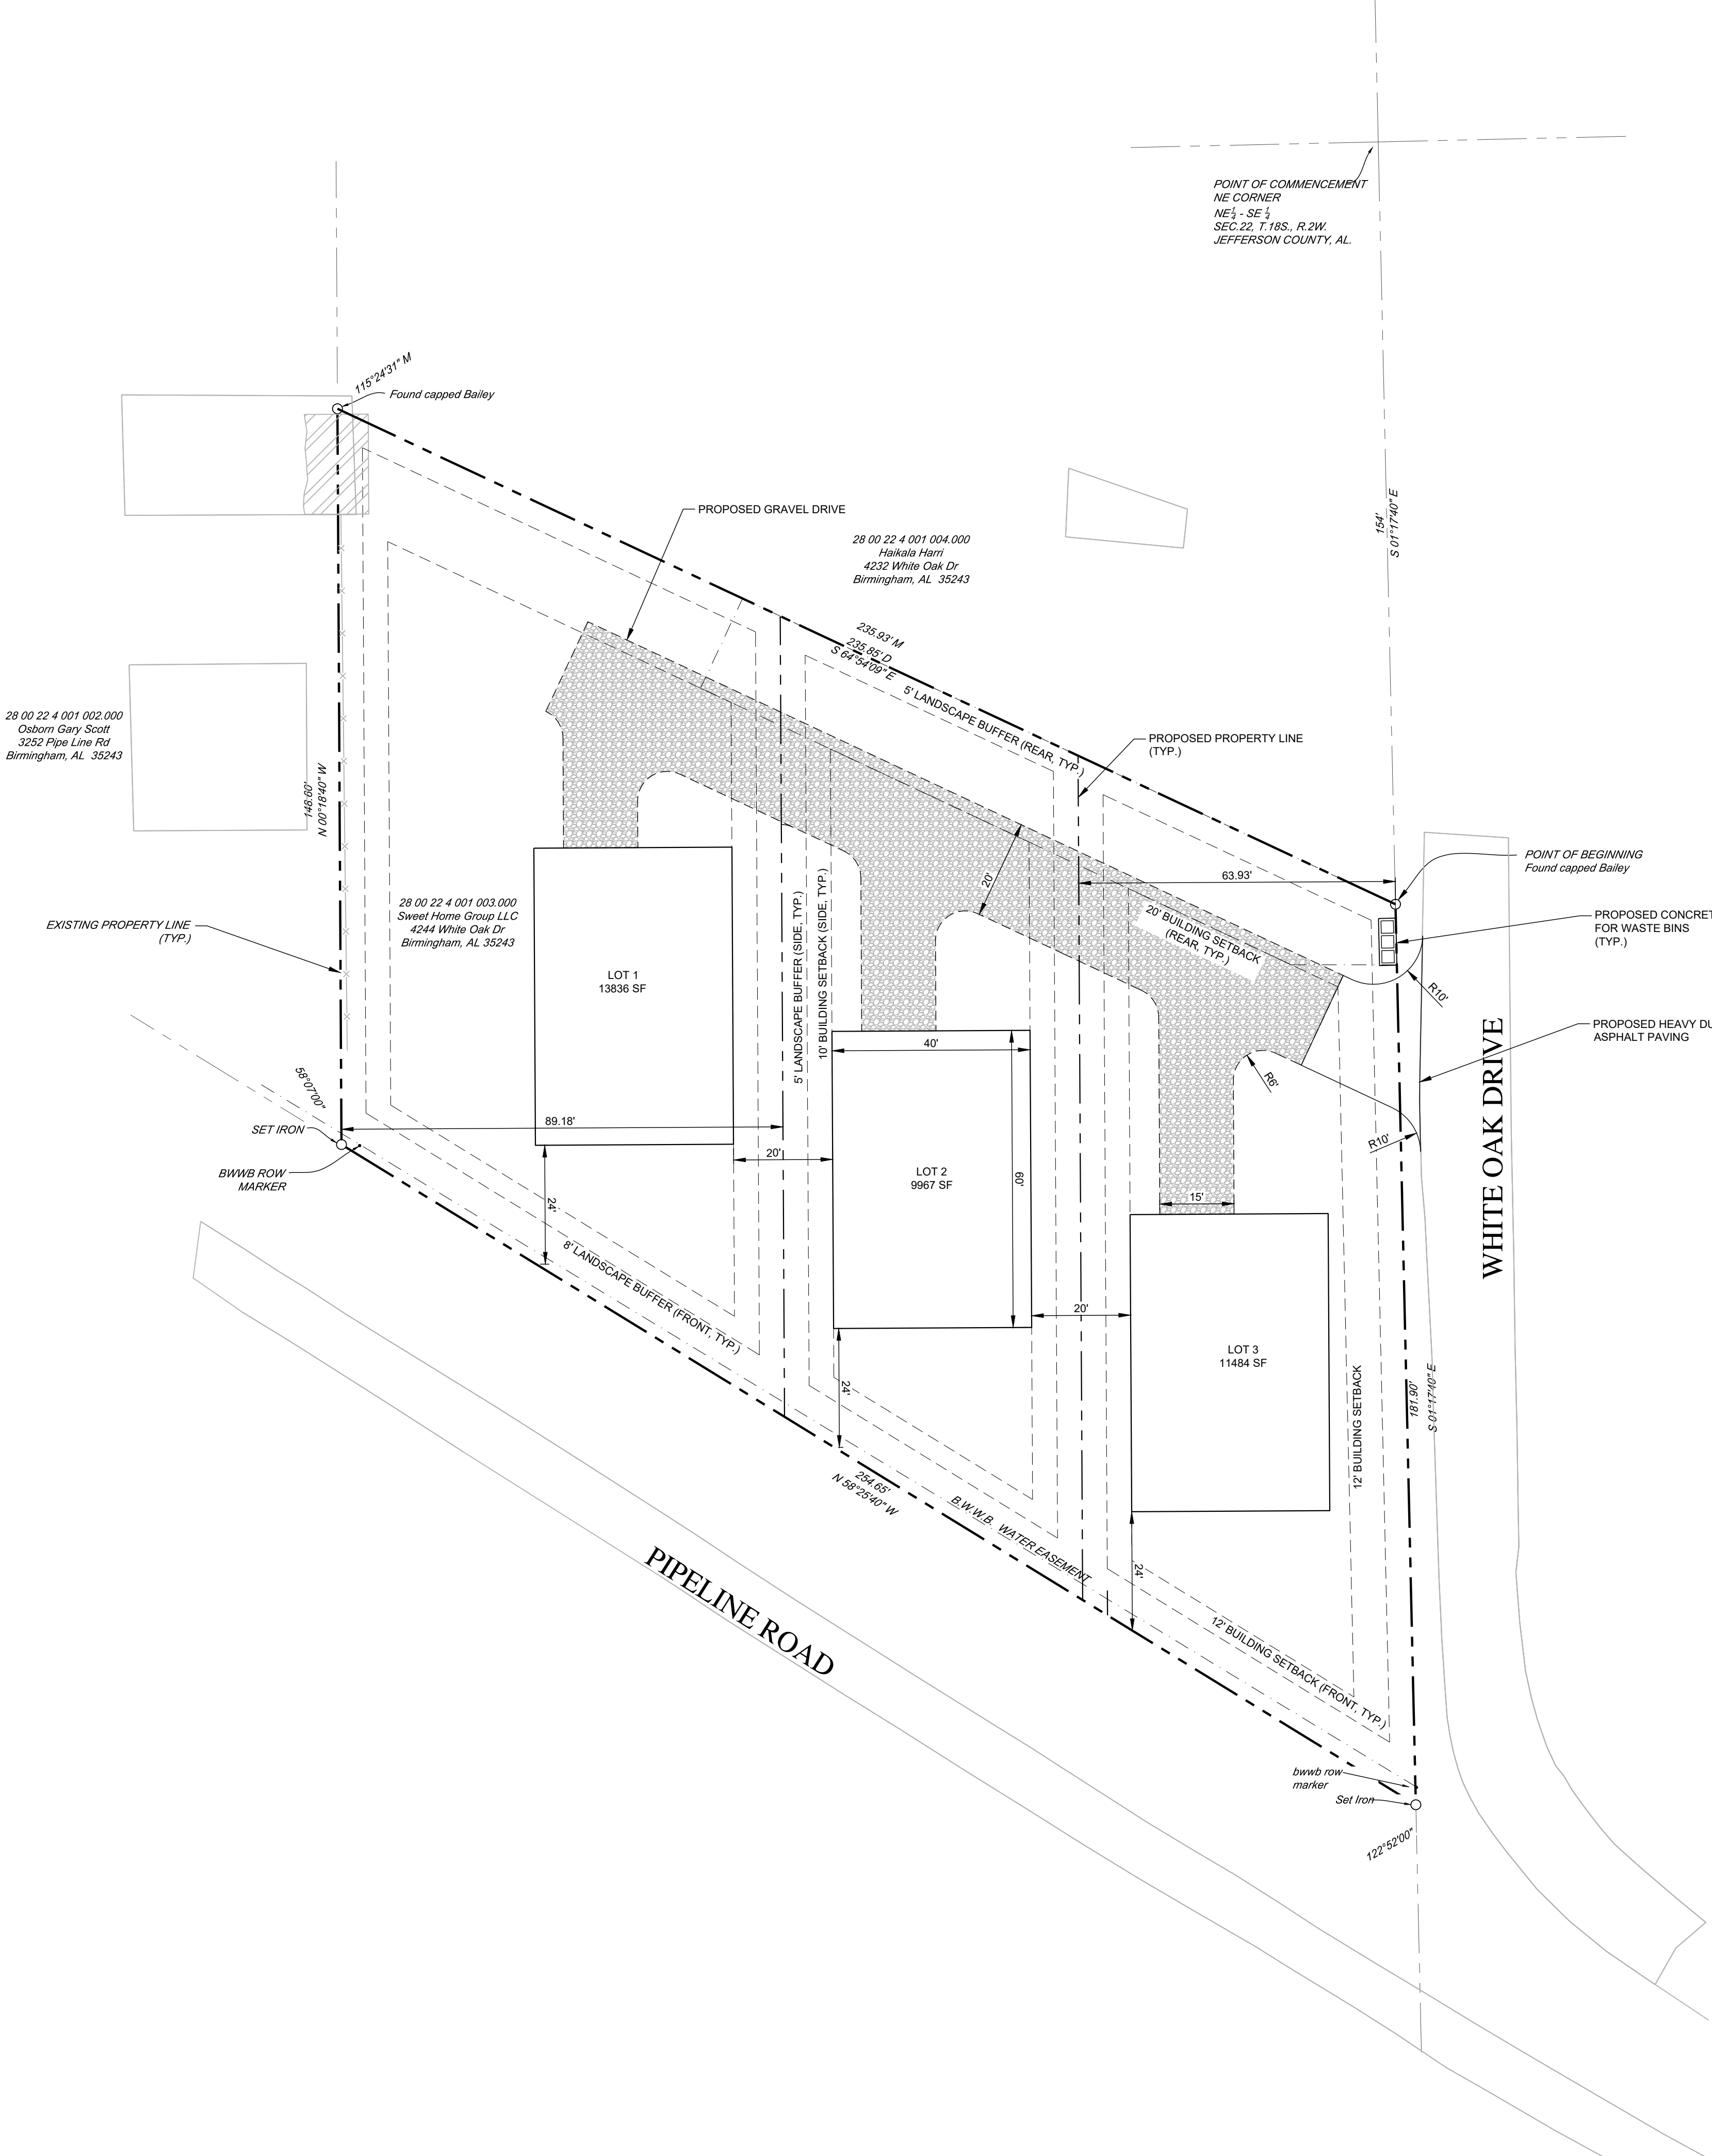 POINT OF COMMENCEMENT
NE CORNER
NE 1/4 - SE 1/4
SEC.22, T.18S., R.2W.
JEFFERSON COUNTY, AL.
115°24'31" M
Found capped Bailey
154'
S 01°17'40" E
PROPOSED GRAVEL DRIVE
28 00 22 4 001 004.000
Haikala Harri
4232 White Oak Dr
Birmingham, AL 35243
235.93' M
235.85' D
S 64°54'09" E
5' LANDSCAPE BUFFER (REAR, TYP.)
PROPOSED PROPERTY LINE
(TYP.)
28 00 22 4 001 002.000
Osborn Gary Scott
3252 Pipe Line Rd
Birmingham, AL 35243
148.60'
N 00°18'40" W
POINT OF BEGINNING
Found capped Bailey
63.93'
20'
20' BUILDING SETBACK
(REAR, TYP.)
PROPOSED CONCRET
FOR WASTE BINS
(TYP.)
EXISTING PROPERTY LINE
(TYP.)
28 00 22 4 001 003.000
Sweet Home Group LLC
4244 White Oak Dr
Birmingham, AL 35243
LOT 1
13836 SF
5' LANDSCAPE BUFFER (SIDE, TYP.)
10' BUILDING SETBACK (SIDE, TYP.)
R10'
PROPOSED HEAVY DU
ASPHALT PAVING
WHITE OAK DRIVE
40'
R6'
58°07'00"
SET IRON
89.18'
R10'
BWWB ROW
MARKER
20'
LOT 2
9967 SF
60'
15'
24'
8' LANDSCAPE BUFFER (FRONT, TYP.)
20'
LOT 3
11484 SF
24'
12' BUILDING SETBACK
181.90'
S 01°17'40" E
254.65'
N 58°25'40" W
B.W.W.B. WATER EASEMENT
24'
PIPELINE ROAD
12' BUILDING SETBACK (FRONT, TYP.)
bwwb row
marker
Set Iron
122°52'00"